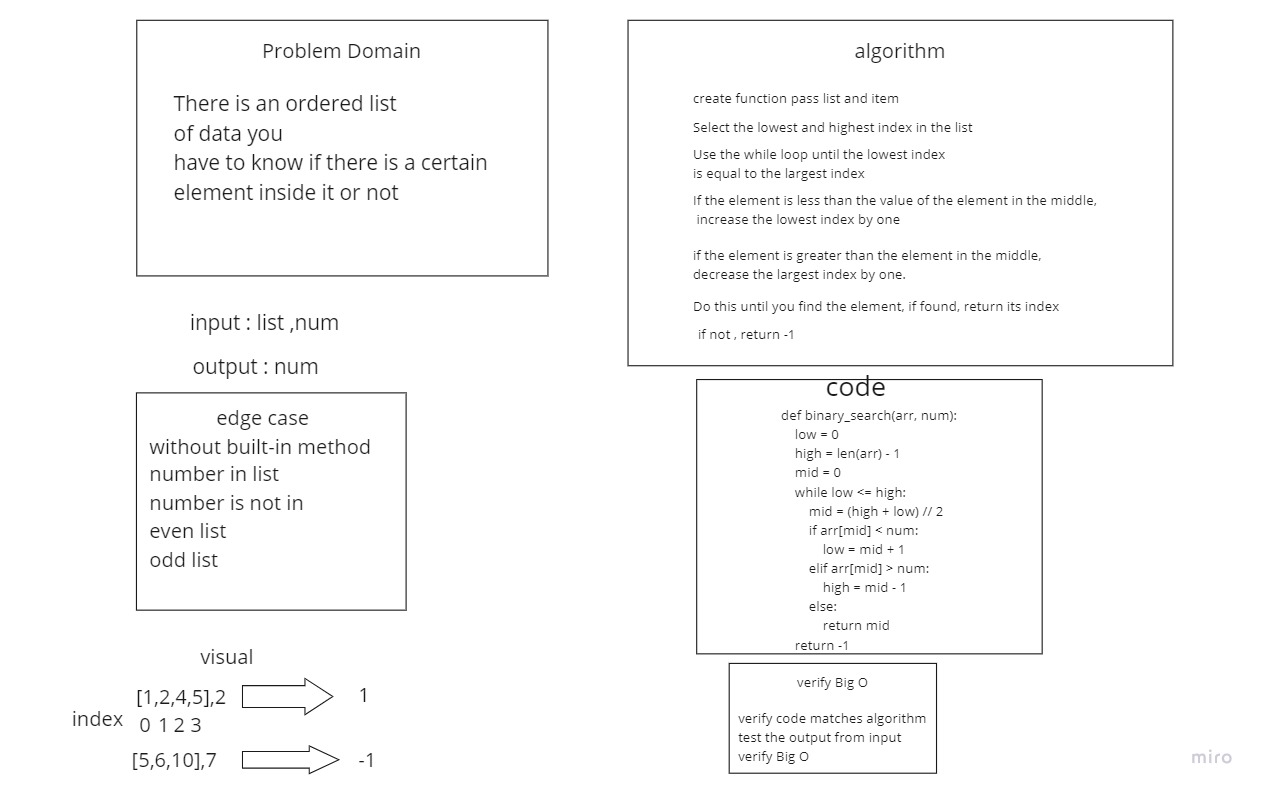 Problem Domain
There is an ordered list
of data you
have to know if there is a certain
element inside it or not
input : list ,num
output : num
edge case
without built-in method
number in list
number is not in
even list
odd list
visual
[1,2,4,5],2
1
index
0 1 2 3
[5,6,10],7
-1
algorithm
create function pass list and item
Select the lowest and highest index in the list
Use the while loop until the lowest index
is equal to the largest index
If the element is less than the value of the element in the middle,
increase the lowest index by one
if the element is greater than the element in the middle,
decrease the largest index by one.
Do this until you find the element, if found, return its index
if not , return -1
code
def binary_search(arr, num):
low = 0
high = len(arr) - 1
mid = 0
while low <= high:
mid = (high + low) // 2
if arr[mid] < num:
low = mid + 1
elif arr[mid] > num:
high = mid - 1
else:
return mid
return -1
verify Big O
verify code matches algorithm
test the output from input
verify Big O
miro